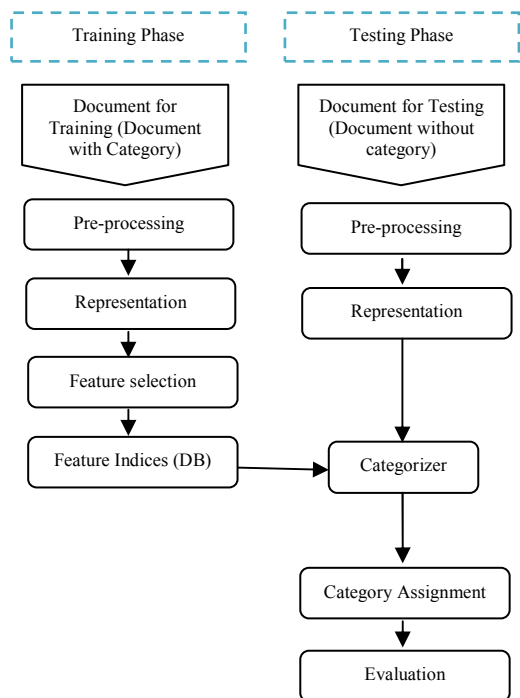 Training Phase
Testing Phase
Document for
Training (Document
with Category)
Document for Testing
(Document without
category)
Pre-processing
Pre-processing
Representation
Representation
Feature selection
Feature Indices (DB)
Categorizer
Category Assignment
Evaluation